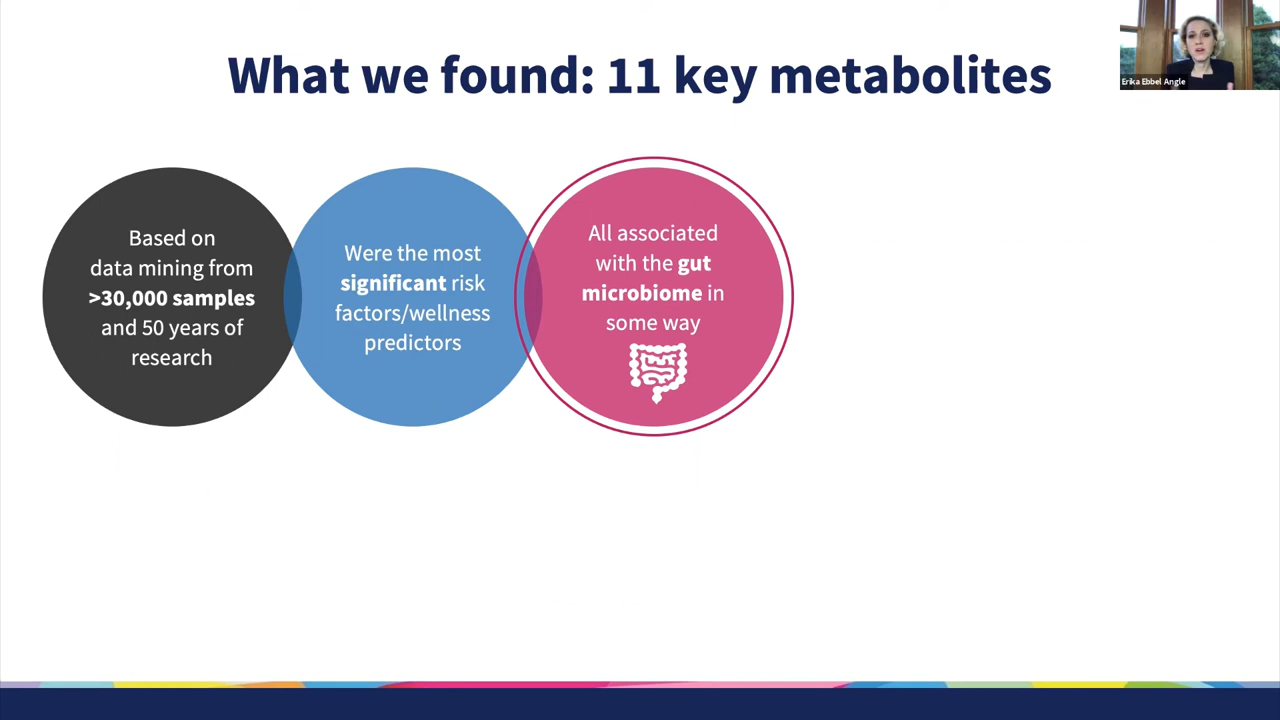 What we found: 11 key metabolites
Erika Ebbel Angle
Based on
data mining from
>30,000 samples
and 50 years of
research
Were the most
significant risk
factors/wellness
predictors
All associated
with the gut
microbiome in
some way